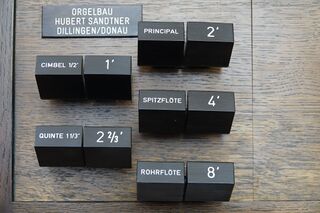 ORGELBAU
HUBERT SANDTNER
DILLINGEN/DONAU
PRINCIPAL 2'
CIMBEL 1/2' 1'
SPITZFLÖTE 4'
QUINTE 1 1/3' 2 2/3'
ROHRFLÖTE 8'